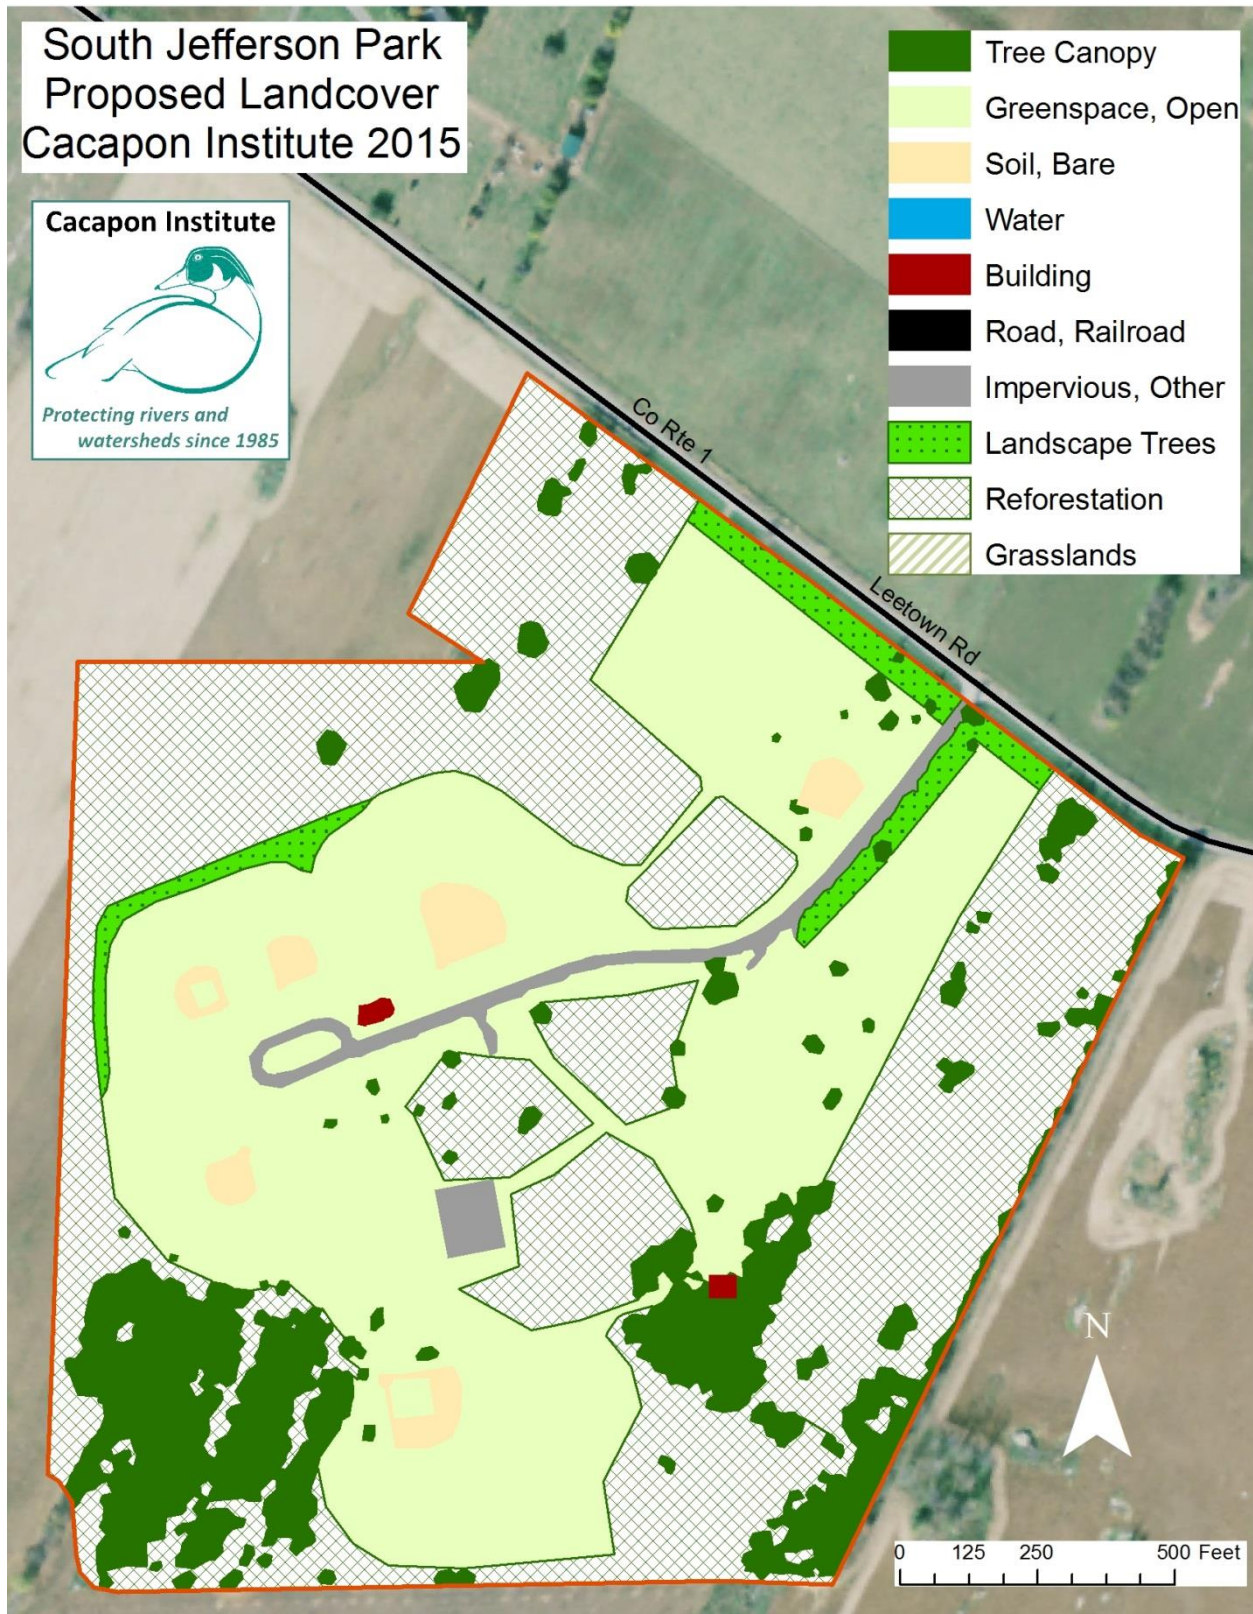 South Jefferson Park
Proposed Landcover
Cacapon Institute 2015
Cacapon Institute
Protecting rivers and
watersheds since 1985
Tree Canopy
Greenspace, Open
Soil, Bare
Water
Building
Road, Railroad
Impervious, Other
Landscape Trees
Reforestation
Grasslands
Co Rte 1
Leetown Rd
N
0 125 250 500 Feet